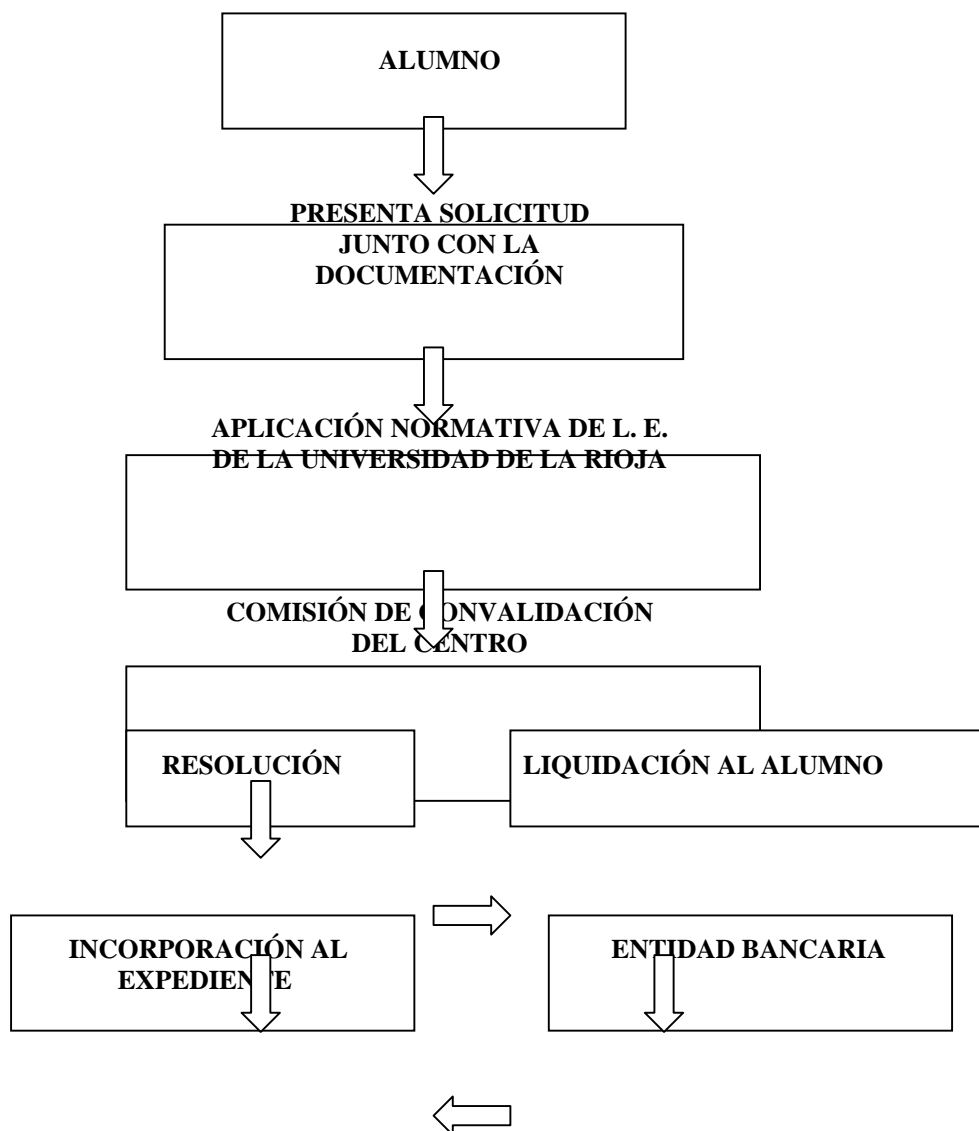 ALUMNO
PRESENTA SOLICITUD
JUNTO CON LA
DOCUMENTACIÓN
APLICACIÓN NORMATIVA DE L. E.
DE LA UNIVERSIDAD DE LA RIOJA
COMISIÓN DE CONVALIDACIÓN
DEL CENTRO
RESOLUCIÓN
LIQUIDACIÓN AL ALUMNO
INCORPORACIÓN AL
EXPEDIENTE
ENTIDAD BANCARIA